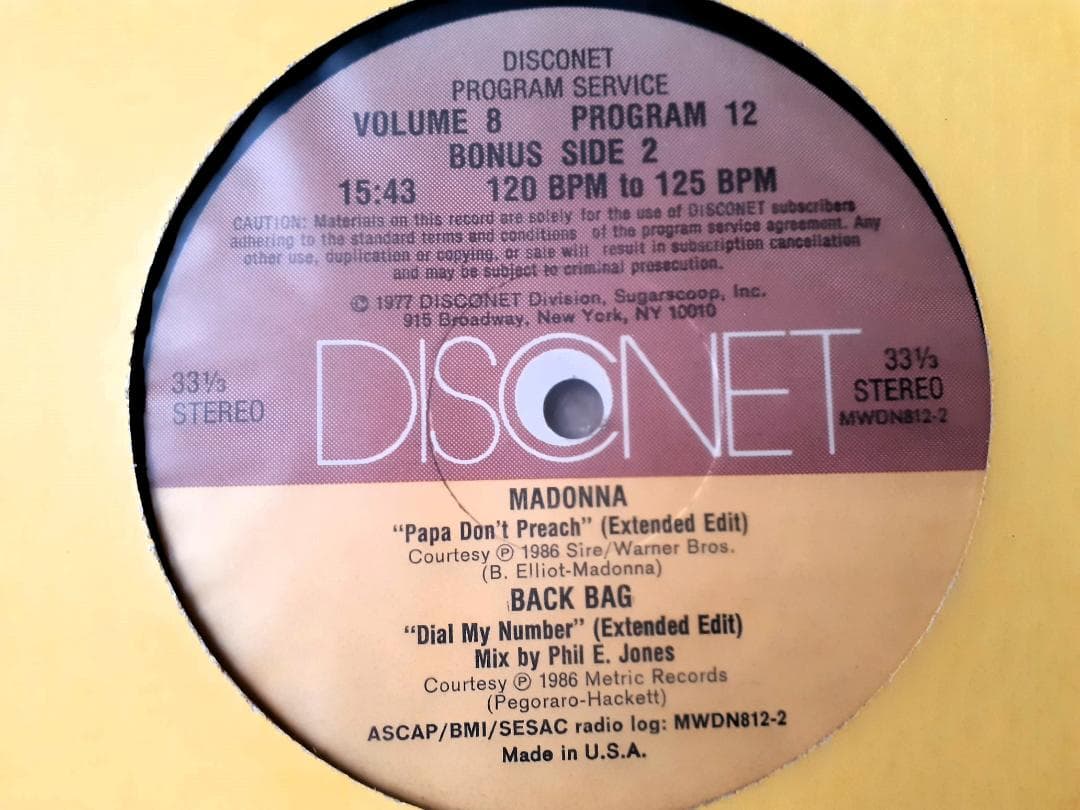 DISCONET
PROGRAM SERVICE
VOLUME 8 PROGRAM 12
BONUS SIDE 2
15:43 120 BPM to 125 BPM
CAUTION: Materials on this record are solely for the use of DISCONET subscribers
adhering to the standard terms and conditions of the program service agreement. Any
other use, duplication or copying, or sale will result in subscription cancellation
and may be subject to criminal prosecution.
© 1977 DISCONET Division, Sugarscoop, Inc.
915 Broadway, New York, NY 10010
DISCONET
33⅓
STEREO
33⅓
STEREO
MWDN812-2
MADONNA
“Papa Don't Preach” (Extended Edit)
Courtesy ℗ 1986 Sire/Warner Bros.
(B. Elliot-Madonna)
BACK BAG
“Dial My Number” (Extended Edit)
Mix by Phil E. Jones
Courtesy ℗ 1986 Metric Records
(Pegoraro-Hackett)
ASCAP/BMI/SESAC radio log: MWDN812-2
Made in U.S.A.